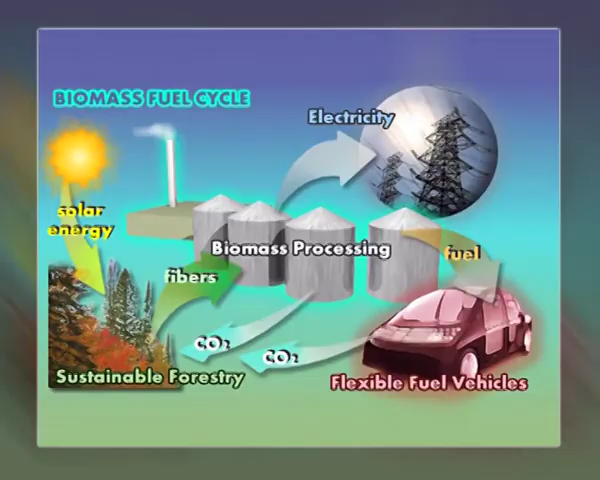 BIOMASS FUEL CYCLE
Electricity
solar
energy
Biomass Processing
fuel
fibers
CO₂
CO₂
Sustainable Forestry
Flexible Fuel Vehicles